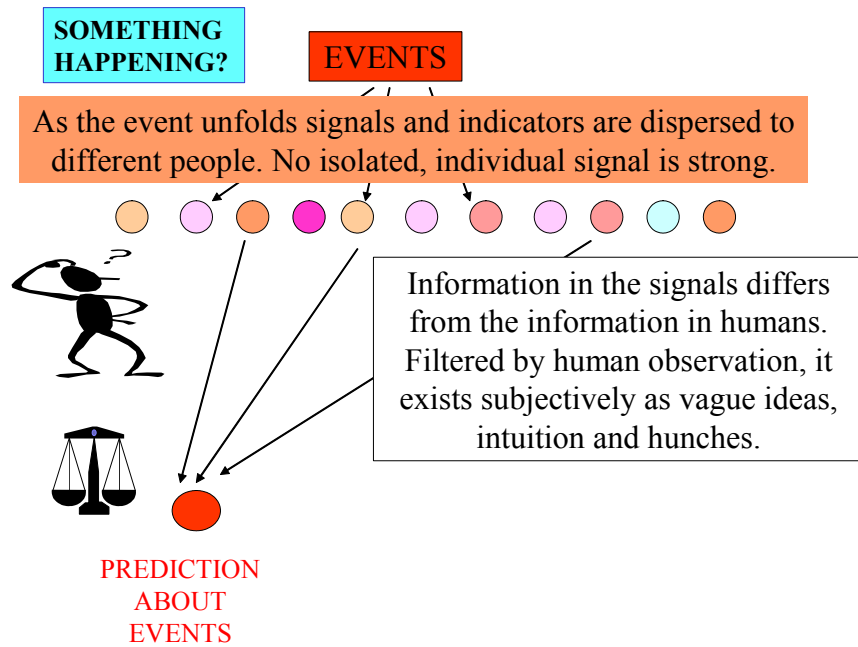 SOMETHING
HAPPENING?
EVENTS
As the event unfolds signals and indicators are dispersed to
different people. No isolated, individual signal is strong.
?
Information in the signals differs
from the information in humans.
Filtered by human observation, it
exists subjectively as vague ideas,
intuition and hunches.
PREDICTION
ABOUT
EVENTS